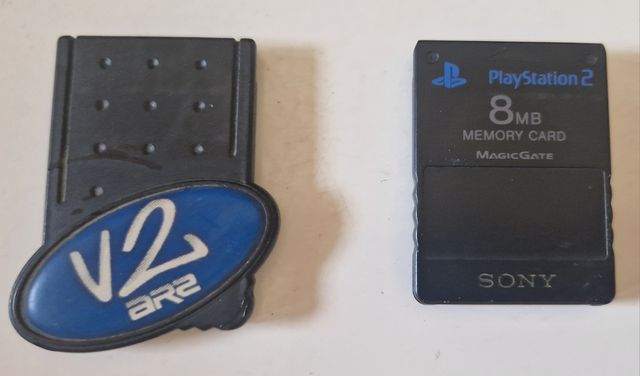 V2
AR2
PlayStation 2
8MB
MEMORY CARD
MAGICGATE
SONY